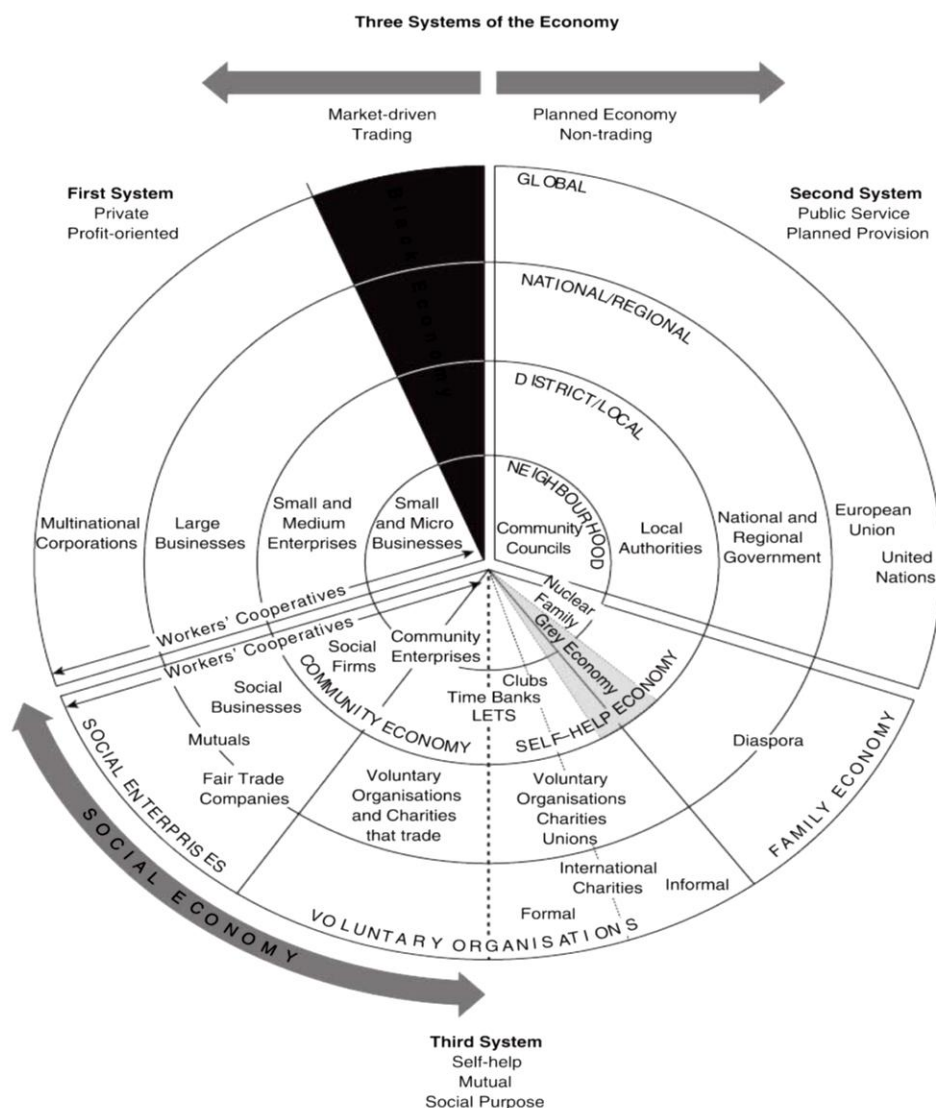 Three Systems of the Economy
Market-driven
Trading
Planned Economy
Non-trading
First System
Private
Profit-oriented
Second System
Public Service
Planned Provision
GLOBAL
NATIONAL/REGIONAL
DISTRICT/LOCAL
NEIGHBOURHOOD
Black Economy
Multinational
Corporations
Large
Businesses
Small and
Medium
Enterprises
Small
and Micro
Businesses
Community
Councils
Local
Authorities
National and
Regional
Government
European
Union
United
Nations
Workers' Cooperatives
Workers' Cooperatives
Nuclear
Family
Grey Economy
Social
Firms
Community
Enterprises
Social
Businesses
COMMUNITY ECONOMY
Clubs
Time Banks
LETS
SELF-HELP ECONOMY
Mutuals
Fair Trade
Companies
Voluntary
Organisations
and Charities
that trade
Voluntary
Organisations
Charities
Unions
Diaspora
SOCIAL ENTERPRISES
FAMILY ECONOMY
International
Charities
Informal
Formal
VOLUNTARY ORGANISATIONS
SOCIAL ECONOMY
Third System
Self-help
Mutual
Social Purpose